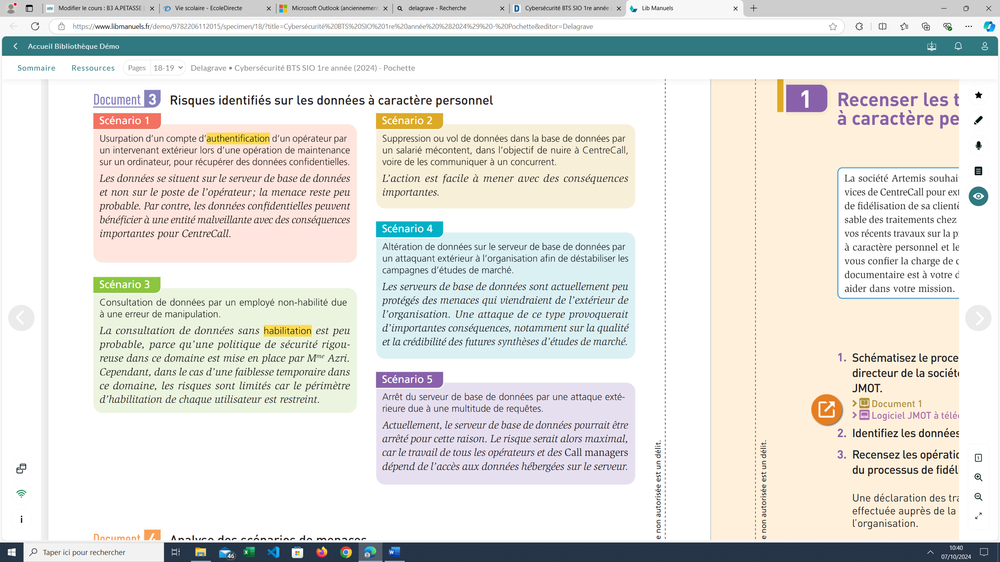 Modifier le cours : B3 A.PETASSE |
Vie scolaire - EcoleDirecte
Microsoft Outlook (anciennement
delagrave - Recherche
Cybersécurité BTS SIO 1re année (
Lib Manuels
https://www.libmanuels.fr/demo/9782206112015/specimen/18/?title=Cybersécurité%20BTS%20SIO%201re%20année%20%282024%29%20-%20Pochette&editor=Delagrave
Accueil Bibliothèque Démo
Sommaire
Ressources
Pages
18-19
Delagrave • Cybersécurité BTS SIO 1re année (2024) - Pochette
Document 3 Risques identifiés sur les données à caractère personnel
Scénario 1
Usurpation d'un compte d'authentification d'un opérateur par
un intervenant extérieur lors d'une opération de maintenance
sur un ordinateur, pour récupérer des données confidentielles.
Les données se situent sur le serveur de base de données
et non sur le poste de l'opérateur ; la menace reste peu
probable. Par contre, les données confidentielles peuvent
bénéficier à une entité malveillante avec des conséquences
importantes pour CentreCall.
Scénario 3
Consultation de données par un employé non-habilité due
à une erreur de manipulation.
La consultation de données sans habilitation est peu
probable, parce qu'une politique de sécurité rigou-
reuse dans ce domaine est mise en place par Mme Azri.
Cependant, dans le cas d'une faiblesse temporaire dans
ce domaine, les risques sont limités car le périmètre
d'habilitation de chaque utilisateur est restreint.
Scénario 2
Suppression ou vol de données dans la base de données par
un salarié mécontent, dans l'objectif de nuire à CentreCall,
voire de les communiquer à un concurrent.
L'action est facile à mener avec des conséquences
importantes.
Scénario 4
Altération de données sur le serveur de base de données par
un attaquant extérieur à l'organisation afin de déstabiliser les
campagnes d'études de marché.
Les serveurs de base de données sont actuellement peu
protégés des menaces qui viendraient de l'extérieur de
l'organisation. Une attaque de ce type provoquerait
d'importantes conséquences, notamment sur la qualité
et la crédibilité des futures synthèses d'études de marché.
Scénario 5
Arrêt du serveur de base de données par une attaque exté-
rieure due à une multitude de requêtes.
Actuellement, le serveur de base de données pourrait être
arrêté pour cette raison. Le risque serait alors maximal,
car le travail de tous les opérateurs et des Call managers
dépend de l'accès aux données hébergées sur le serveur.
Document 4 Analyse des scénarios de menaces
e non autorisée est un délit.
e non autorisée est un délit.
1 Recenser les t
à caractère pe
La société Artemis souhai
vices de CentreCall pour ext
de fidélisation de sa clientè
sable des traitements chez
vos récents travaux sur la p
à caractère personnel et le
vous confier la charge de c
documentaire est à votre d
aider dans votre mission.
1. Schématisez le proce
directeur de la société
JMOT.
Document 1
Logiciel JMOT à téléc
2. Identifiez les données
3. Recensez les opératio
du processus de fidéli
Une déclaration des tra
effectuée auprès de la
l'organisation.
1
Taper ici pour rechercher
46
10:40
07/10/2024